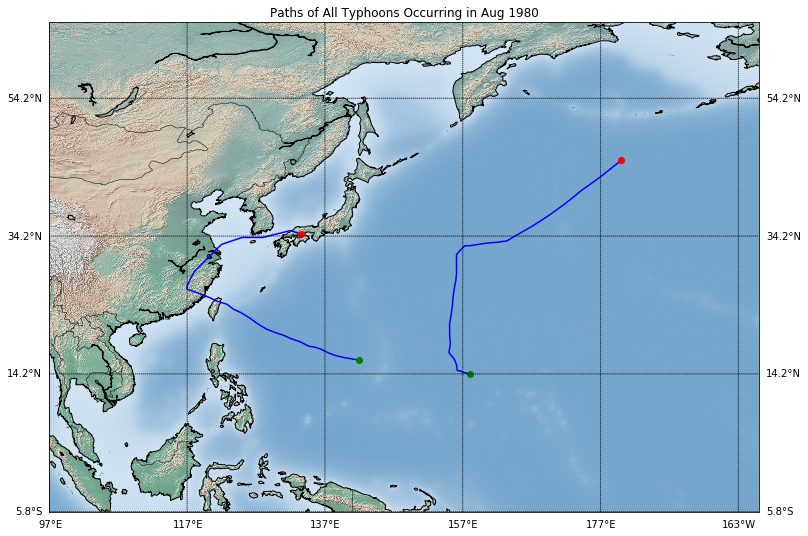 Paths of All Typhoons Occurring in Aug 1980
54.2°N 54.2°N
34.2°N 34.2°N
14.2°N 14.2°N
5.8°S 5.8°S
97°E 117°E 137°E 157°E 177°E 163°W